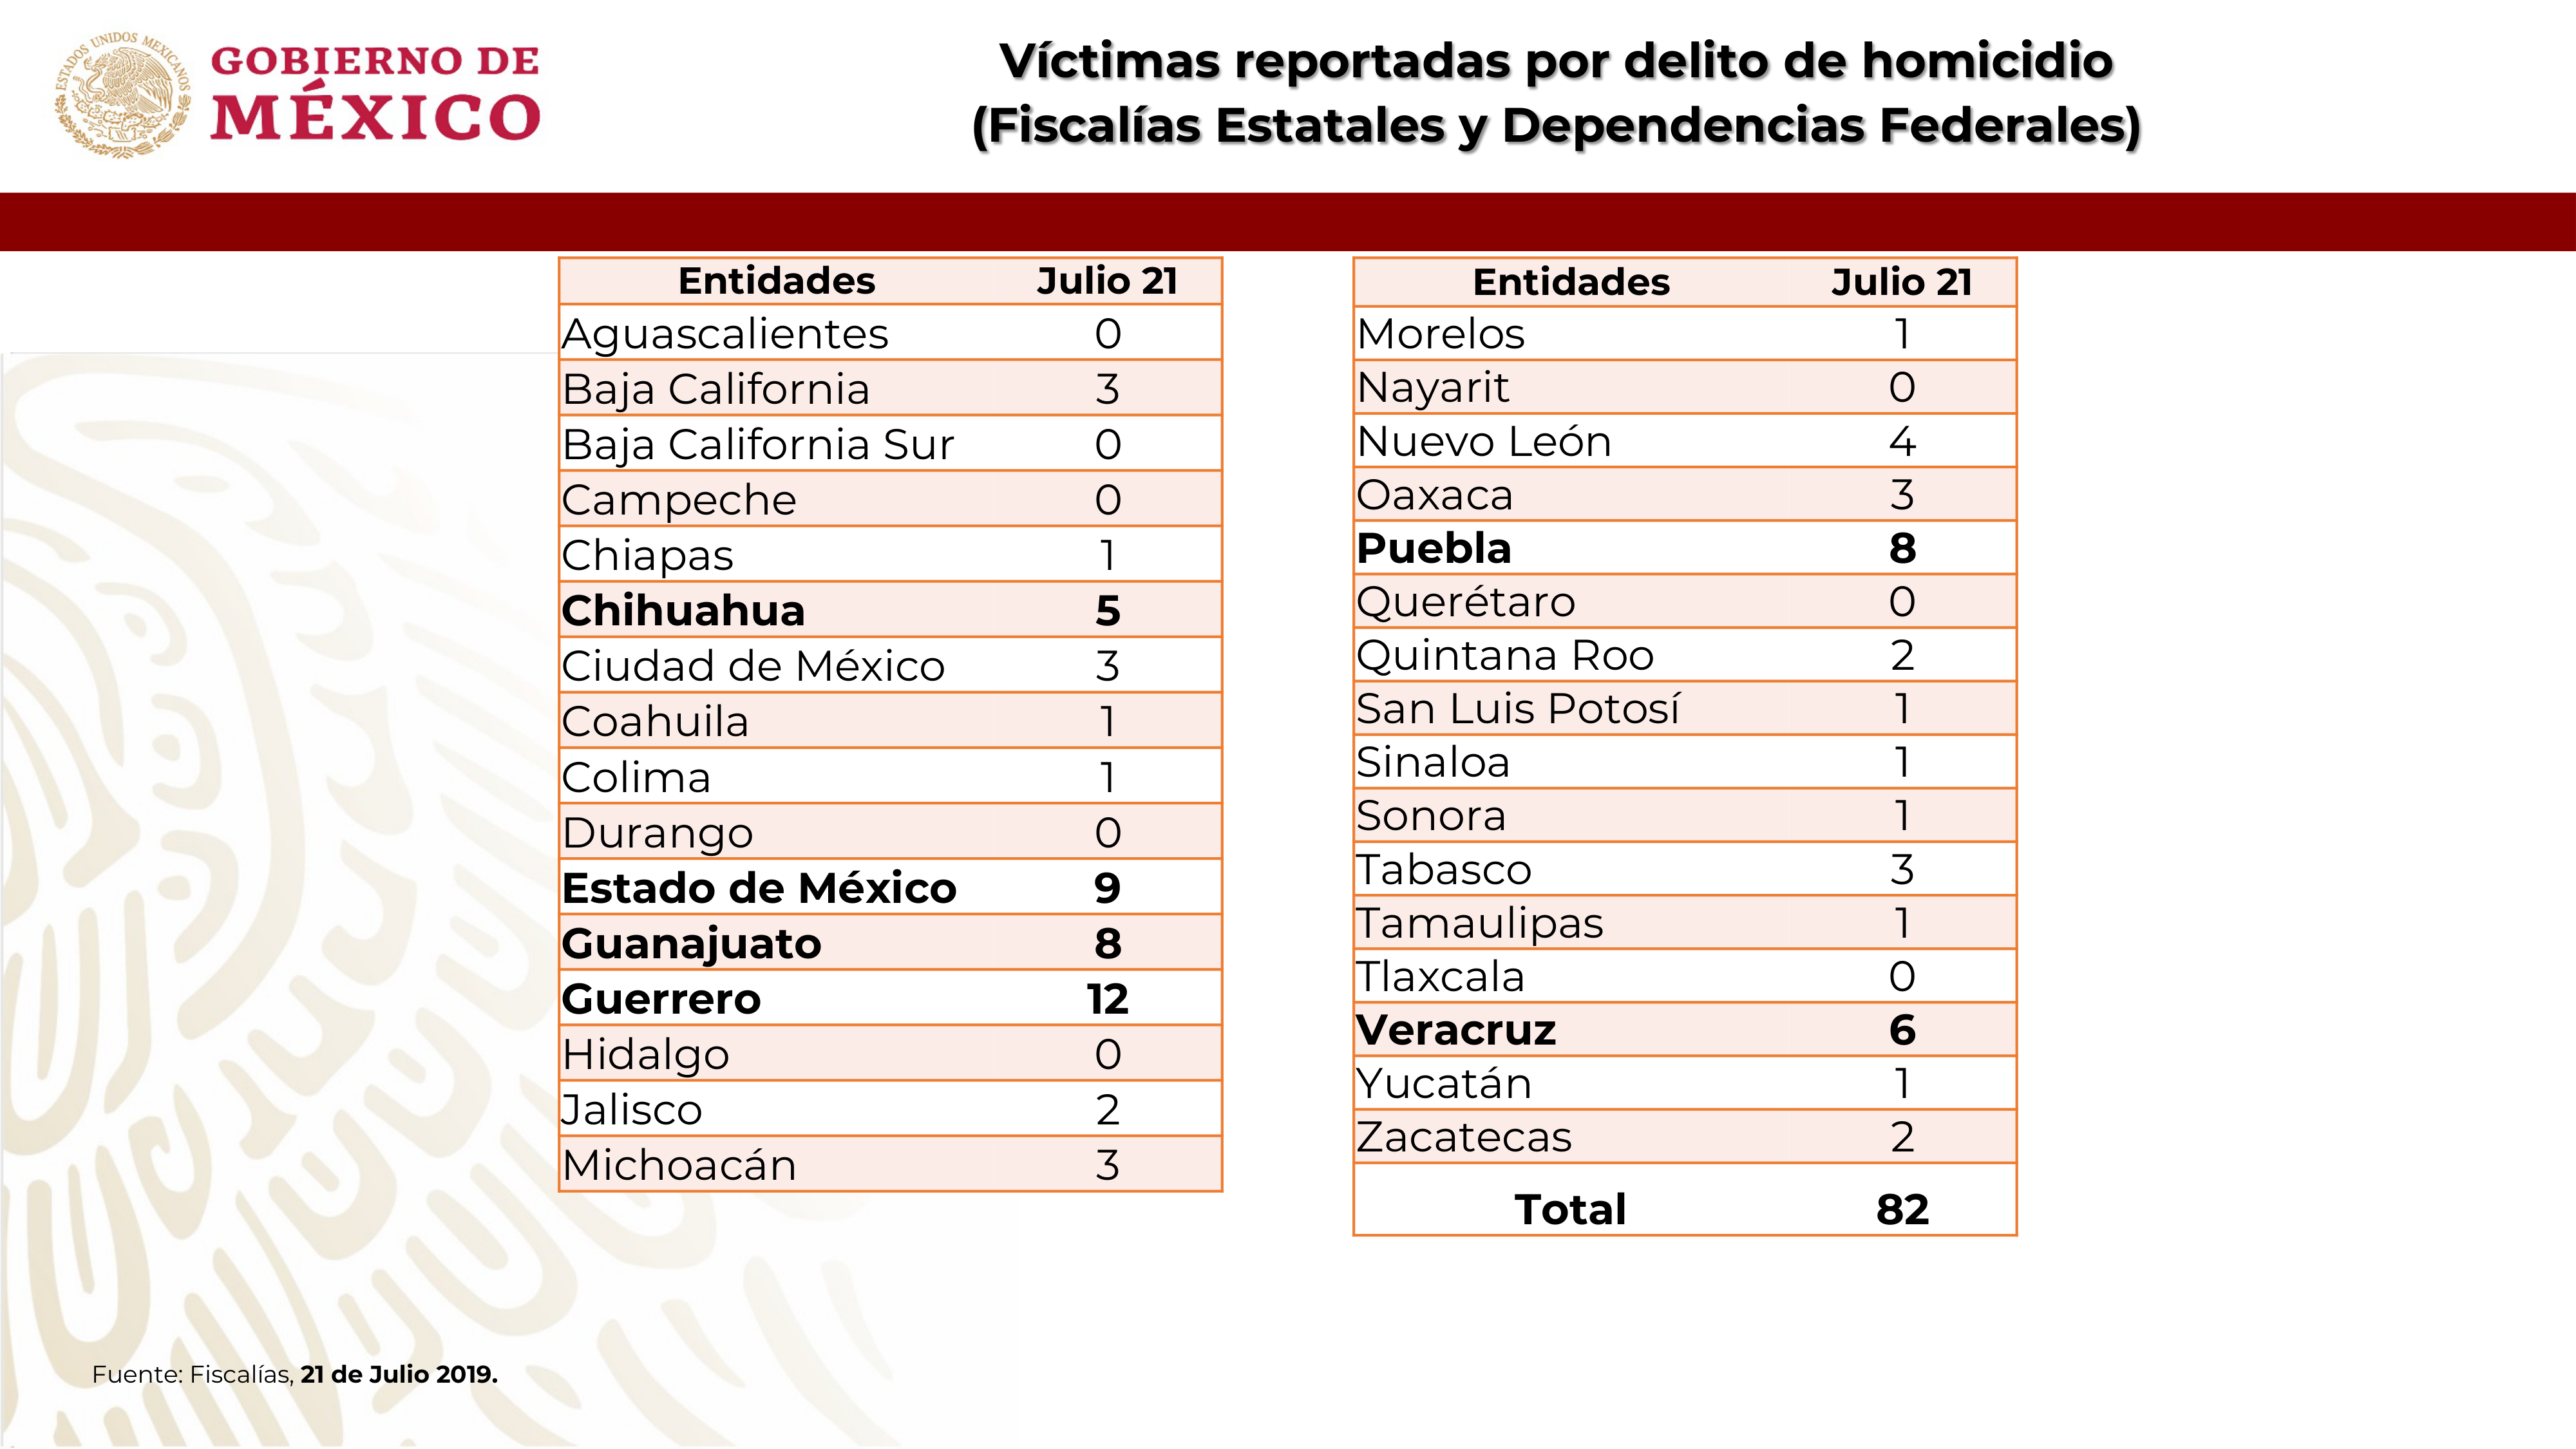 ESTADOS UNIDOS MEXICANOS
GOBIERNO DE
MÉXICO
Víctimas reportadas por delito de homicidio
(Fiscalías Estatales y Dependencias Federales)
Entidades Julio 21
Aguascalientes 0
Baja California 3
Baja California Sur 0
Campeche 0
Chiapas 1
Chihuahua 5
Ciudad de México 3
Coahuila 1
Colima 1
Durango 0
Estado de México 9
Guanajuato 8
Guerrero 12
Hidalgo 0
Jalisco 2
Michoacán 3
Entidades Julio 21
Morelos 1
Nayarit 0
Nuevo León 4
Oaxaca 3
Puebla 8
Querétaro 0
Quintana Roo 2
San Luis Potosí 1
Sinaloa 1
Sonora 1
Tabasco 3
Tamaulipas 1
Tlaxcala 0
Veracruz 6
Yucatán 1
Zacatecas 2
Total 82
Fuente: Fiscalías, 21 de Julio 2019.